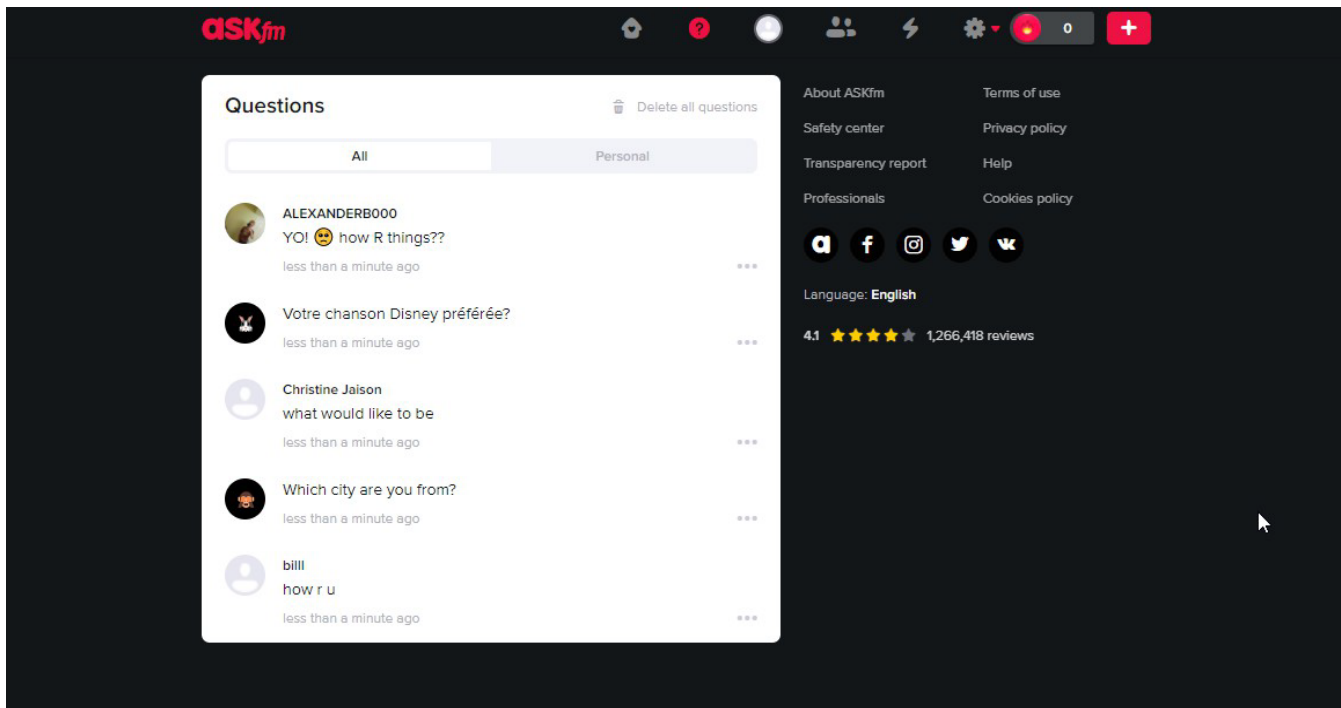 ASKfm
?
0
+
Questions
Delete all questions
All
Personal
ALEXANDERB000
YO! 🥺 how R things??
less than a minute ago
Votre chanson Disney préférée?
less than a minute ago
Christine Jaison
what would like to be
less than a minute ago
Which city are you from?
less than a minute ago
billl
how r u
less than a minute ago
About ASKfm
Terms of use
Safety center
Privacy policy
Transparency report
Help
Professionals
Cookies policy
Language: English
4.1
1,266,418 reviews